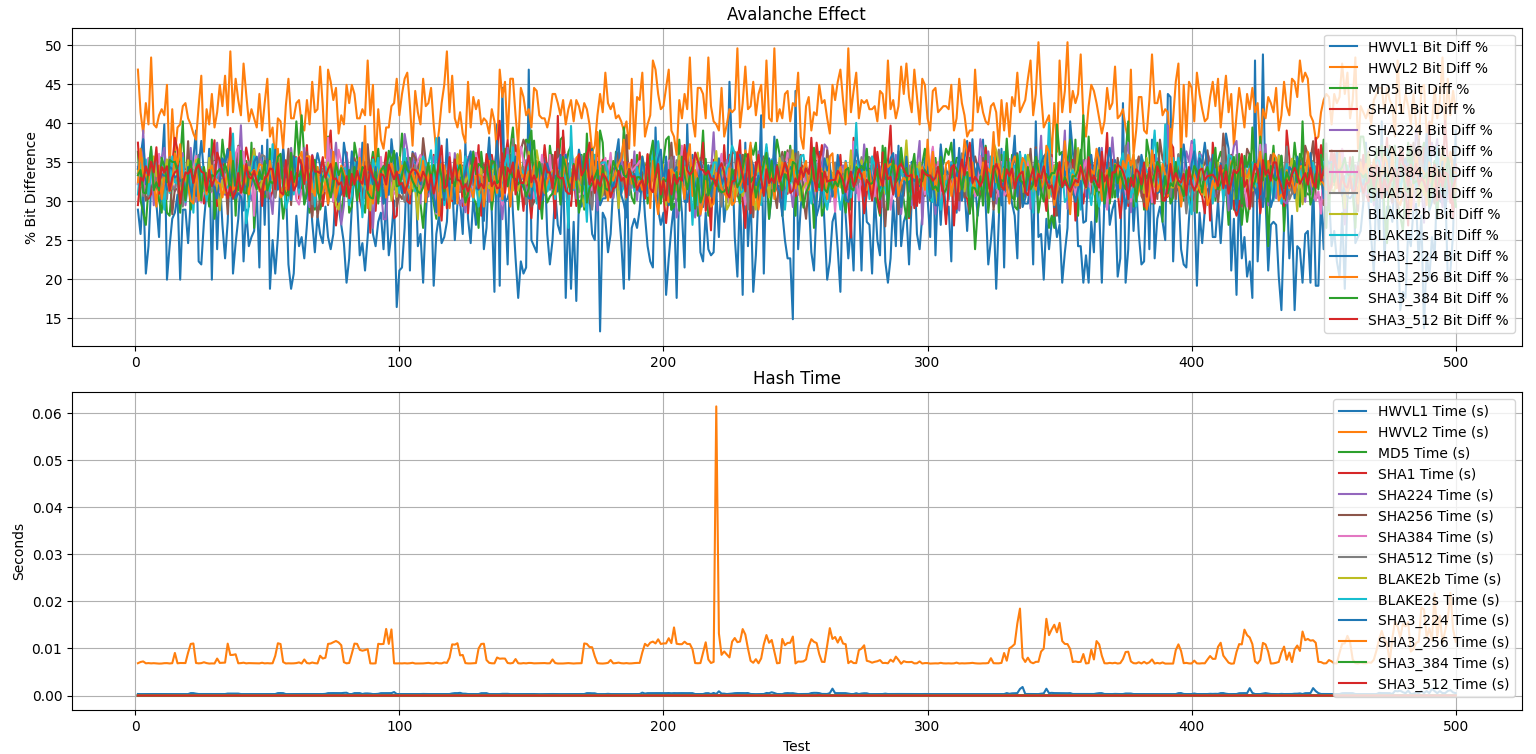 Avalanche Effect
% Bit Difference
50
45
40
35
30
25
20
15
0
100
200
300
400
500
HWVL1 Bit Diff %
HWVL2 Bit Diff %
MD5 Bit Diff %
SHA1 Bit Diff %
SHA224 Bit Diff %
SHA256 Bit Diff %
SHA384 Bit Diff %
SHA512 Bit Diff %
BLAKE2b Bit Diff %
BLAKE2s Bit Diff %
SHA3_224 Bit Diff %
SHA3_256 Bit Diff %
SHA3_384 Bit Diff %
SHA3_512 Bit Diff %
Hash Time
Seconds
0.06
0.05
0.04
0.03
0.02
0.01
0.00
0
100
200
300
400
500
Test
HWVL1 Time (s)
HWVL2 Time (s)
MD5 Time (s)
SHA1 Time (s)
SHA224 Time (s)
SHA256 Time (s)
SHA384 Time (s)
SHA512 Time (s)
BLAKE2b Time (s)
BLAKE2s Time (s)
SHA3_224 Time (s)
SHA3_256 Time (s)
SHA3_384 Time (s)
SHA3_512 Time (s)